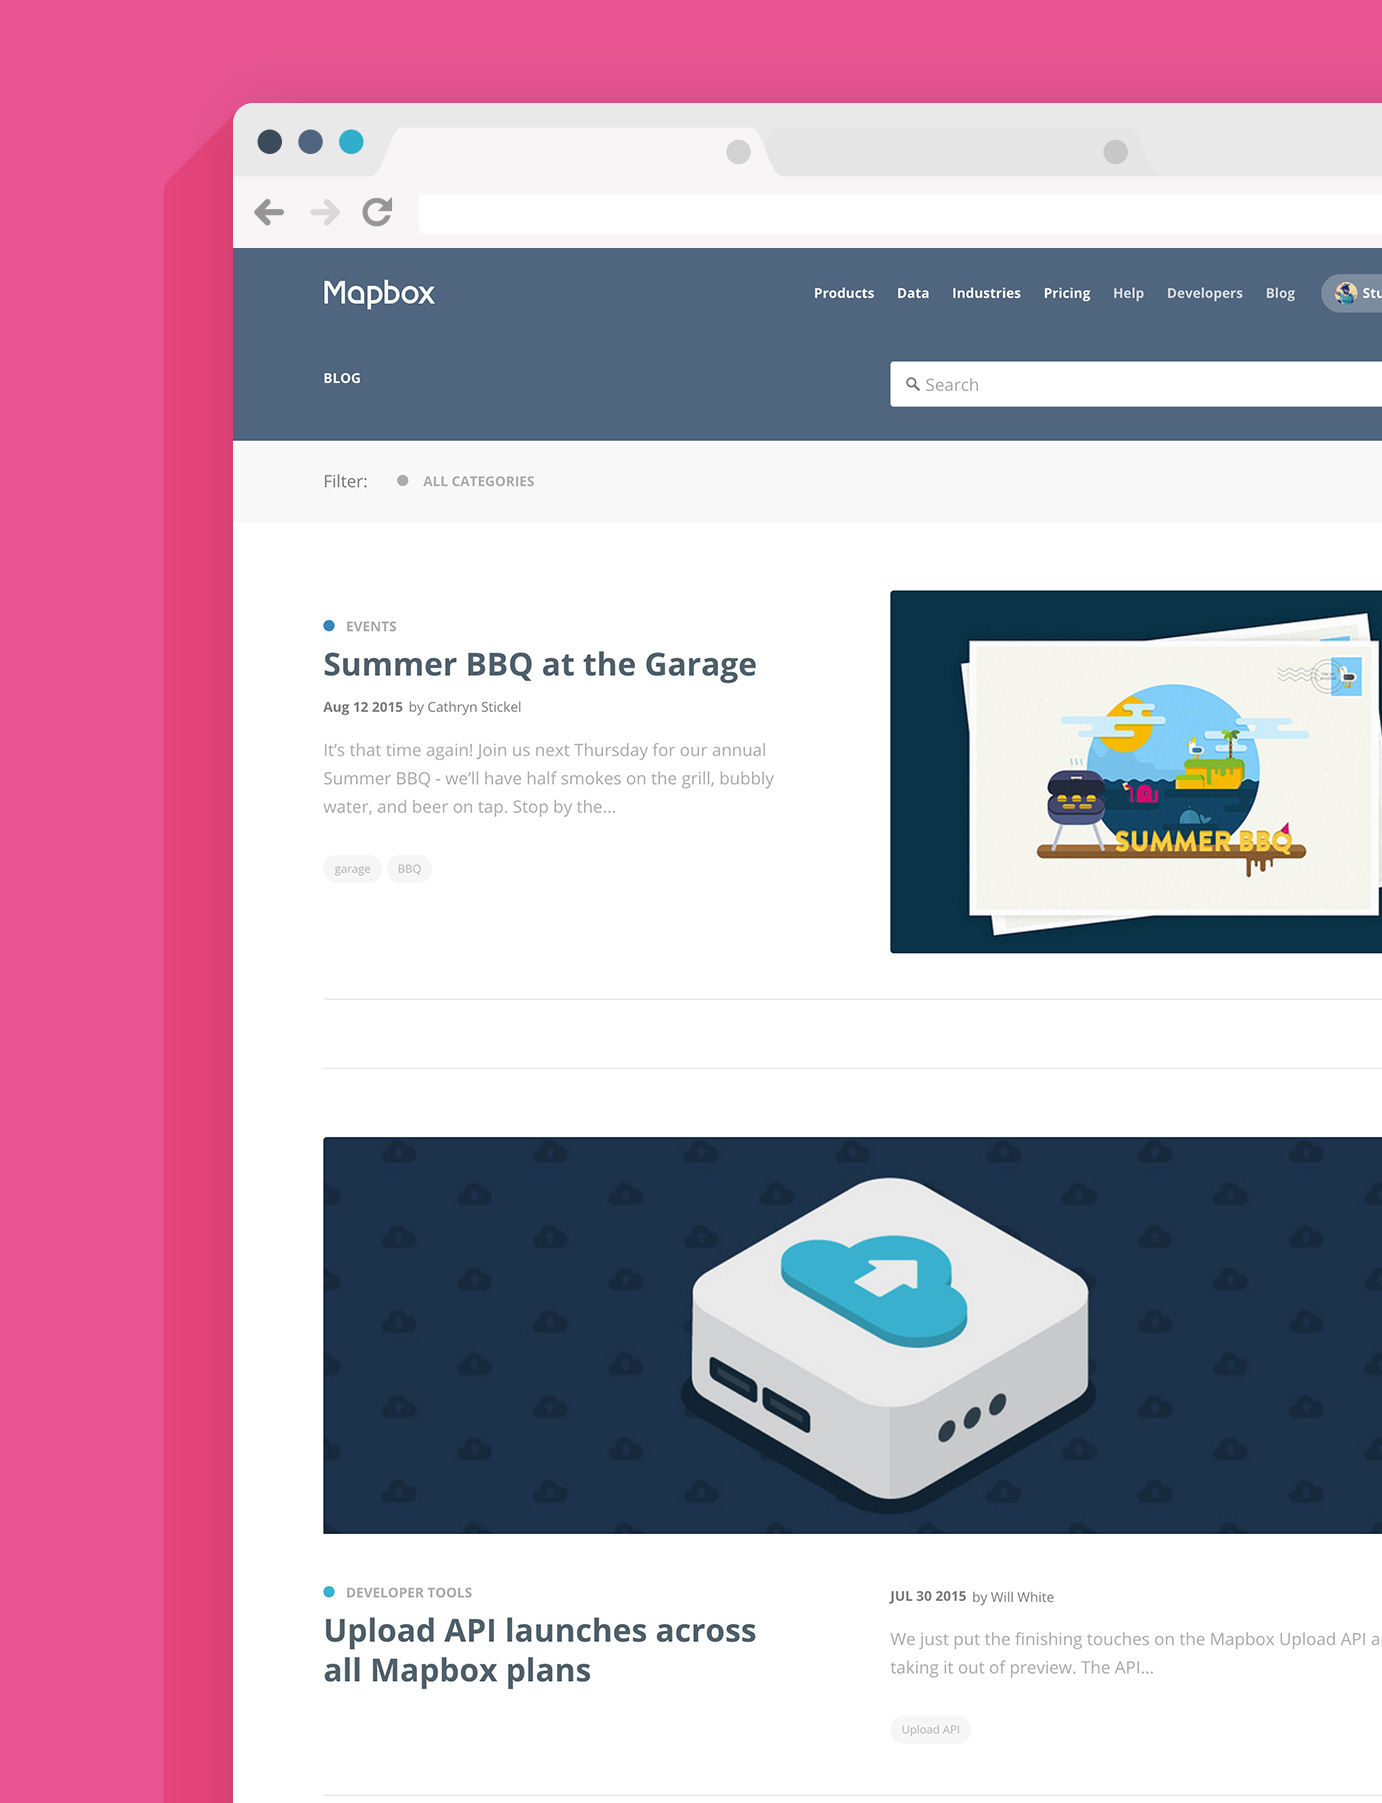 Mapbox
Products Data Industries Pricing Help Developers Blog
BLOG
Search
Filter: ALL CATEGORIES
EVENTS
Summer BBQ at the Garage
Aug 12 2015 by Cathryn Stickel
It’s that time again! Join us next Thursday for our annual
Summer BBQ - we’ll have half smokes on the grill, bubbly
water, and beer on tap. Stop by the...
garage BBQ
SUMMER BBQ
DEVELOPER TOOLS
Upload API launches across
all Mapbox plans
JUL 30 2015 by Will White
We just put the finishing touches on the Mapbox Upload API
taking it out of preview. The API...
Upload API